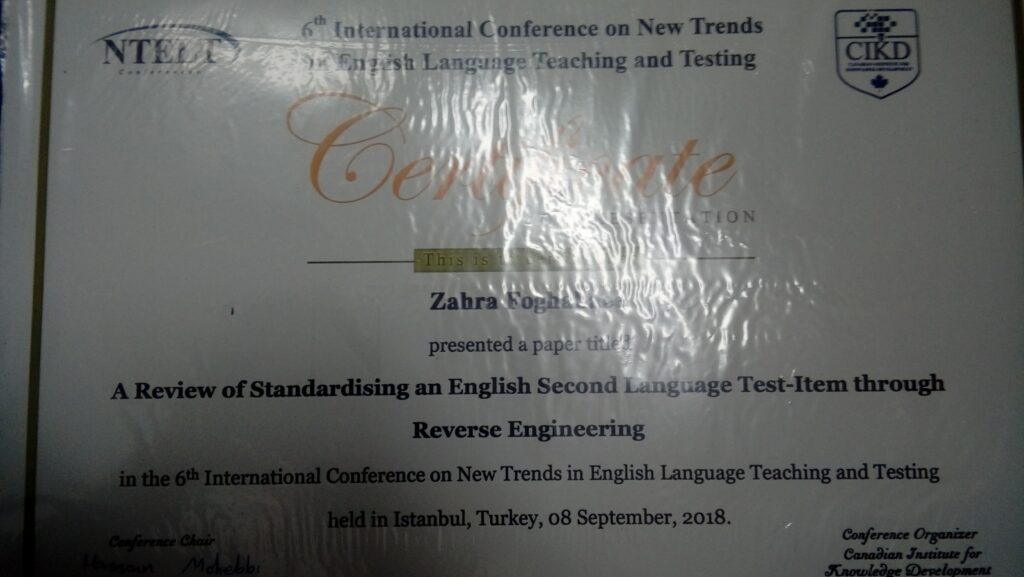 NTELT
Conferences
6th International Conference on New Trends
in English Language Teaching and Testing
CIKD
Certificate
This is
Zahra
presented a paper titled
A Review of Standardising an English Second Language Test-Item through
Reverse Engineering
in the 6th International Conference on New Trends in English Language Teaching and Testing
held in Istanbul, Turkey, 08 September, 2018.
Conference Chair
Conference Organizer
Canadian Institute for
Knowledge Development